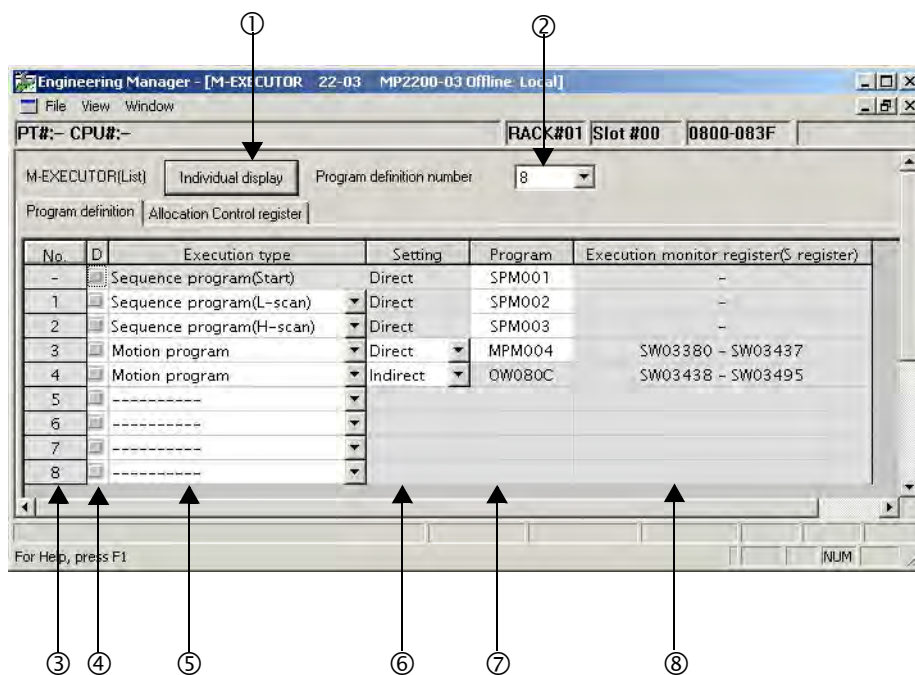 ① ②
Engineering Manager - [M-EXECUTOR 22-03 MP2200-03 Offline Local]
File View Window
PT#:- CPU#:- RACK#01 Slot #00 0800-083F
M-EXECUTOR(List) Individual display Program definition number 8
Program definition Allocation Control register
No. D Execution type Setting Program Execution monitor register(S register)
- Sequence program(Start) Direct SPM001 -
1 Sequence program(L-scan) Direct SPM002 -
2 Sequence program(H-scan) Direct SPM003 -
3 Motion program Direct MPM004 SW03380 - SW03437
4 Motion program Indirect OW080C SW03438 - SW03495
5 ----------
6 ----------
7 ----------
8 ----------
For Help, press F1 NUM
③ ④ ⑤ ⑥ ⑦ ⑧